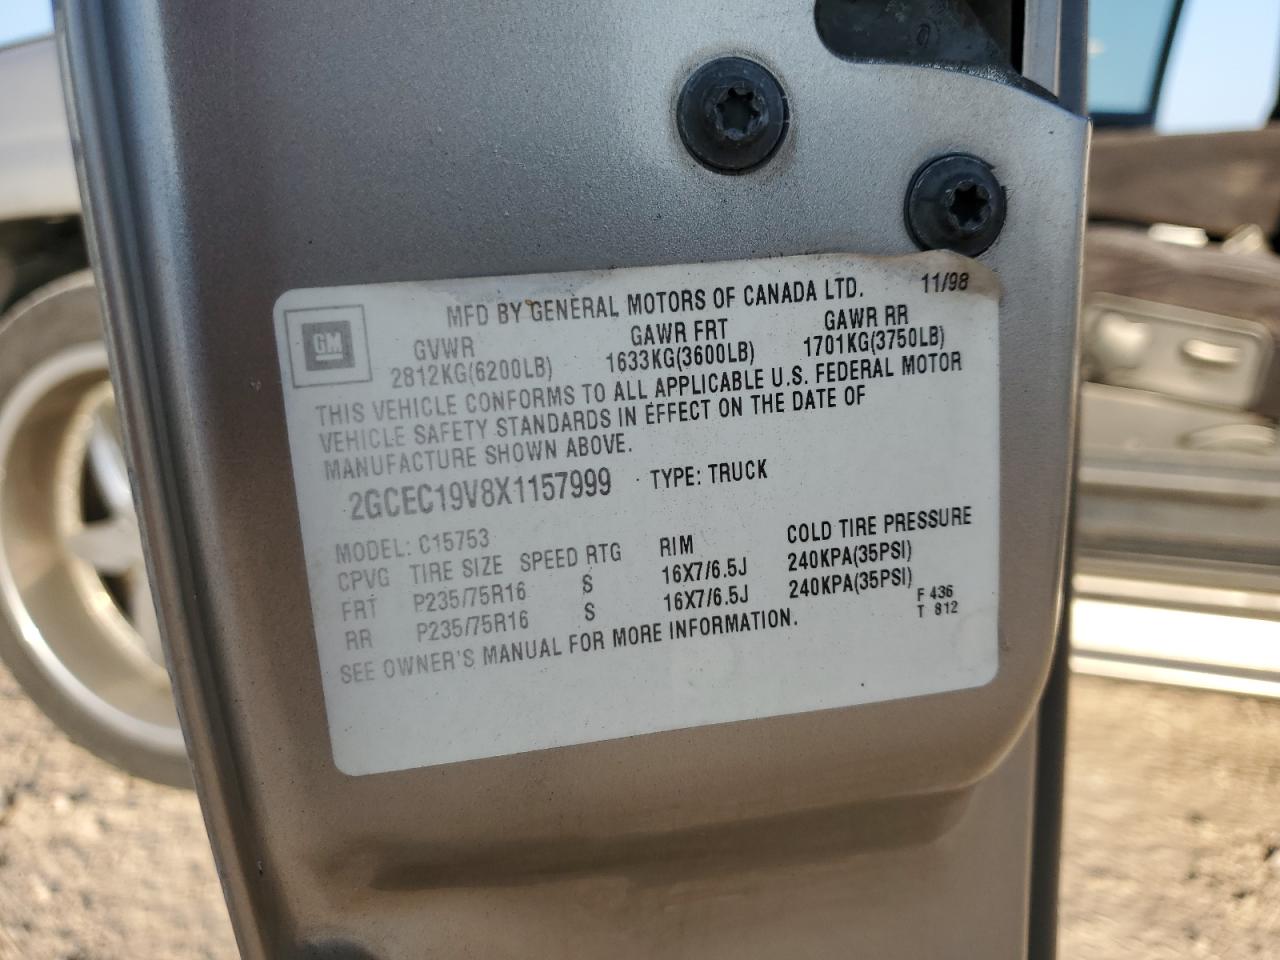 MFD BY GENERAL MOTORS OF CANADA LTD. 11/98
GM
GVWR GAWR FRT GAWR RR
2812KG(6200LB) 1633KG(3600LB) 1701KG(3750LB)
THIS VEHICLE CONFORMS TO ALL APPLICABLE U.S. FEDERAL MOTOR
VEHICLE SAFETY STANDARDS IN EFFECT ON THE DATE OF
MANUFACTURE SHOWN ABOVE.
2GCEC19V8X1157999 TYPE: TRUCK
MODEL: C15753
CPVG TIRE SIZE SPEED RTG RIM COLD TIRE PRESSURE
FRT P235/75R16 S 16X7/6.5J 240KPA(35PSI)
RR P235/75R16 S 16X7/6.5J 240KPA(35PSI)
SEE OWNER'S MANUAL FOR MORE INFORMATION.
F 436
T 812